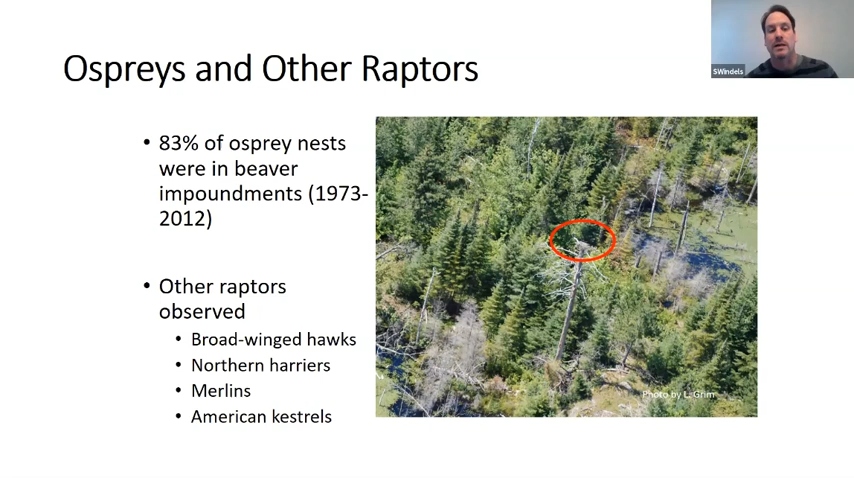 SWindels
Ospreys and Other Raptors
• 83% of osprey nests
were in beaver
impoundments (1973-
2012)
• Other raptors
observed
• Broad-winged hawks
• Northern harriers
• Merlins
• American kestrels
Photo by L. Grim